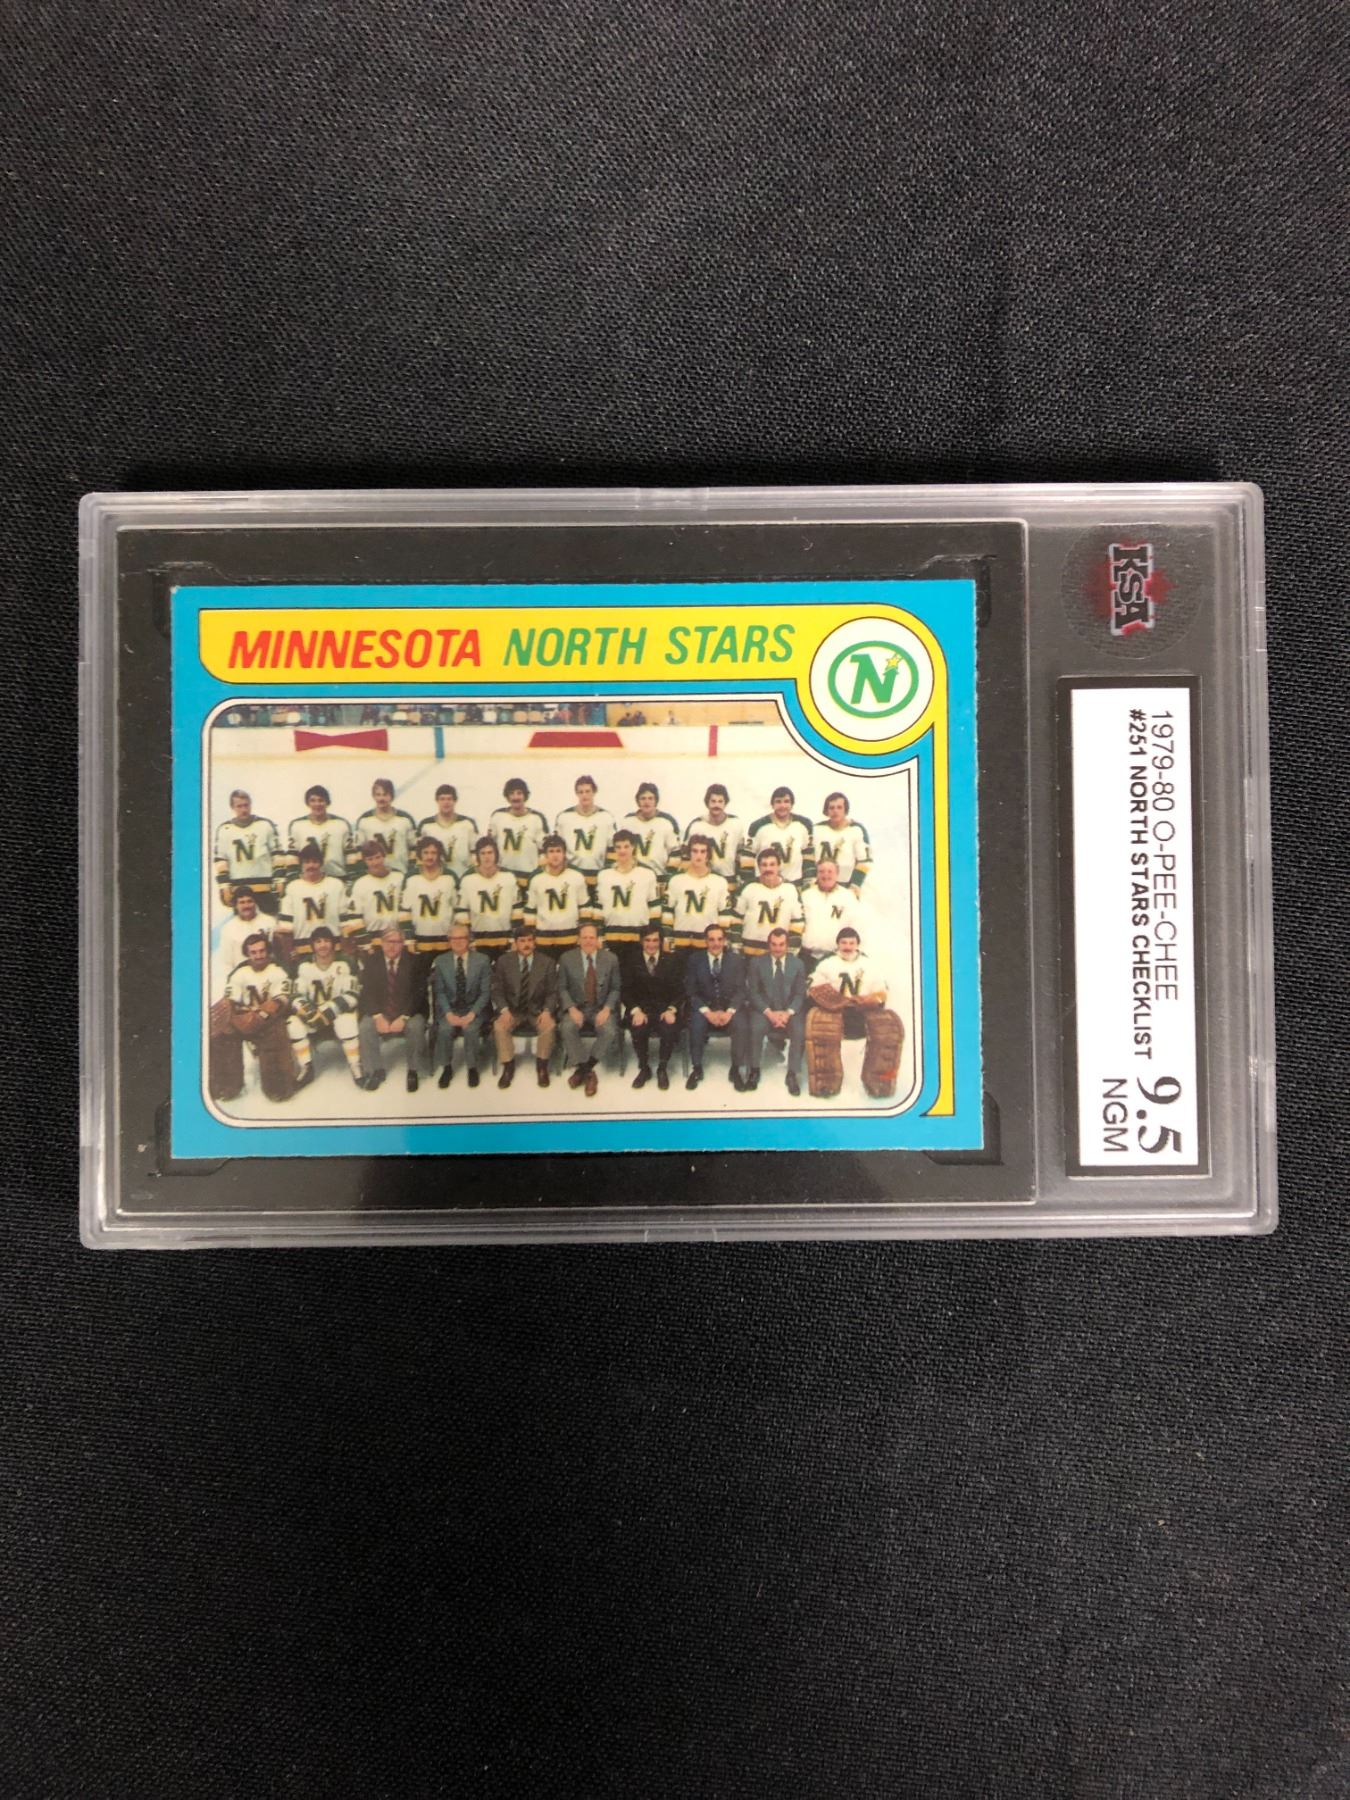 MINNESOTA NORTH STARS
N
KSA
1979-80 O-PEE-CHEE
#251 NORTH STARS CHECKLIST
9.5
NGM